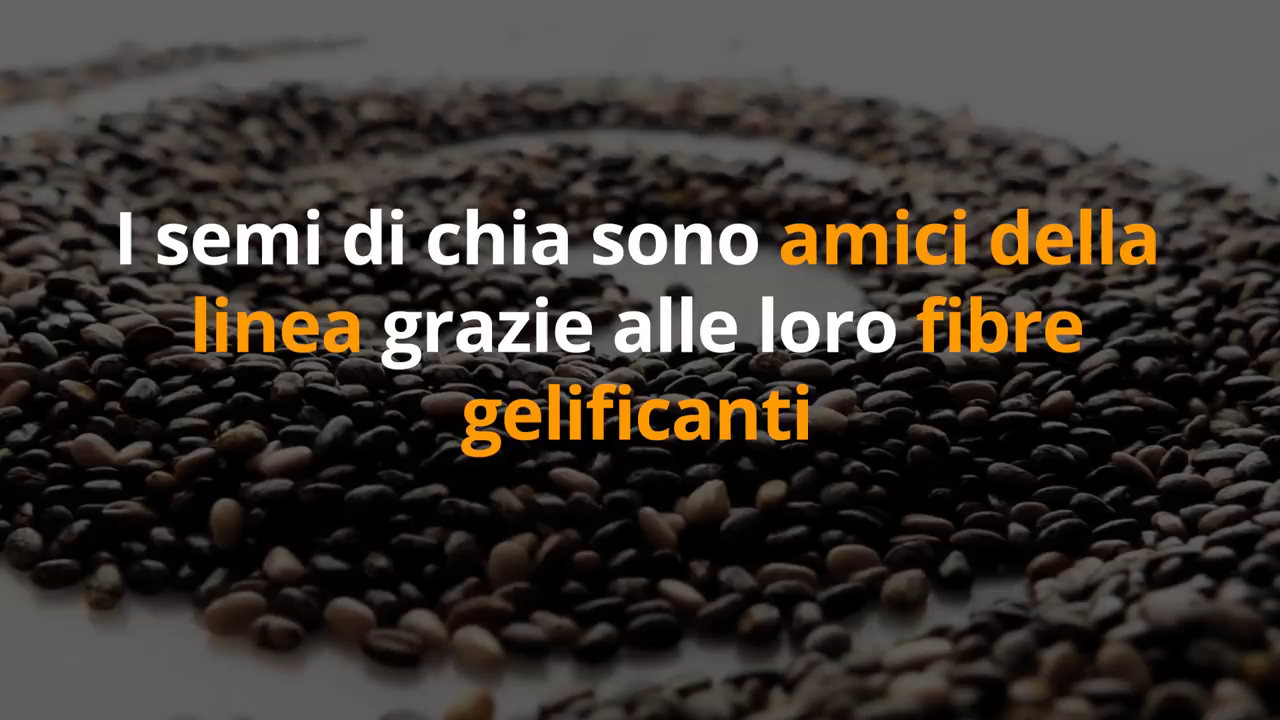 I semi di chia sono amici della
linea grazie alle loro fibre
gelificanti